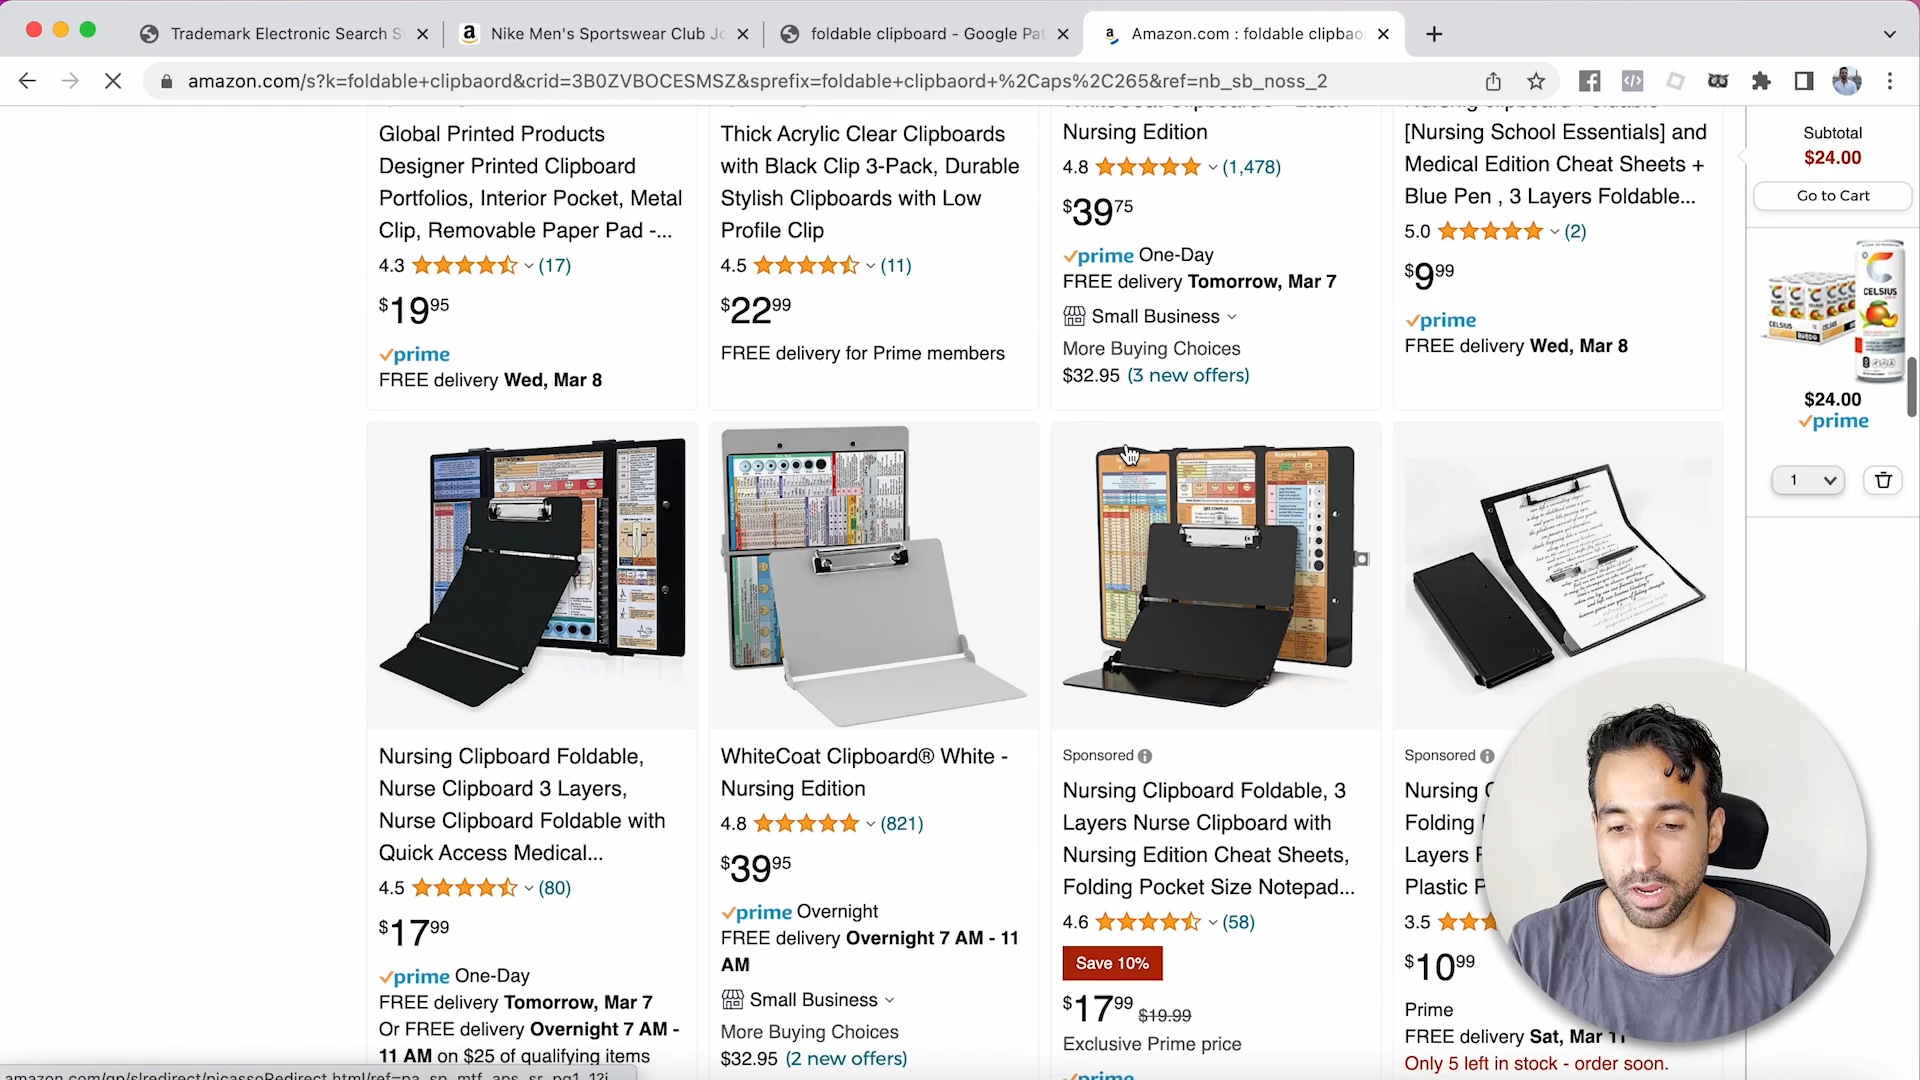 Trademark Electronic Search S
Nike Men's Sportswear Club Jo
foldable clipboard - Google Pat
Amazon.com : foldable clipbao
amazon.com/s?k=foldable+clipbaord&crid=3B0ZVBOCESMSZ&sprefix=foldable+clipbaord+%2Caps%2C265&ref=nb_sb_noss_2
Global Printed Products
Designer Printed Clipboard
Portfolios, Interior Pocket, Metal
Clip, Removable Paper Pad -...
4.3 (17)
$19 95
prime
FREE delivery Wed, Mar 8
Thick Acrylic Clear Clipboards
with Black Clip 3-Pack, Durable
Stylish Clipboards with Low
Profile Clip
4.5 (11)
$22 99
FREE delivery for Prime members
Nursing Edition
4.8 (1,478)
$39 75
prime One-Day
FREE delivery Tomorrow, Mar 7
Small Business
More Buying Choices
$32.95 (3 new offers)
[Nursing School Essentials] and
Medical Edition Cheat Sheets +
Blue Pen , 3 Layers Foldable...
5.0 (2)
$9 99
prime
FREE delivery Wed, Mar 8
Subtotal
$24.00
Go to Cart
CELSIUS
$24.00
prime
1
Nursing Clipboard Foldable,
Nurse Clipboard 3 Layers,
Nurse Clipboard Foldable with
Quick Access Medical...
4.5 (80)
$17 99
prime One-Day
FREE delivery Tomorrow, Mar 7
Or FREE delivery Overnight 7 AM -
11 AM on $25 of qualifying items
WhiteCoat Clipboard® White -
Nursing Edition
4.8 (821)
$39 95
prime Overnight
FREE delivery Overnight 7 AM - 11
AM
Small Business
More Buying Choices
$32.95 (2 new offers)
Sponsored
Nursing Clipboard Foldable, 3
Layers Nurse Clipboard with
Nursing Edition Cheat Sheets,
Folding Pocket Size Notepad...
4.6 (58)
Save 10%
$17 99 $19.99
Exclusive Prime price
prime
Sponsored
Nursing
Folding
Layers
Plastic P
3.5
$10 99
Prime
FREE delivery Sat, Mar 11
Only 5 left in stock - order soon.